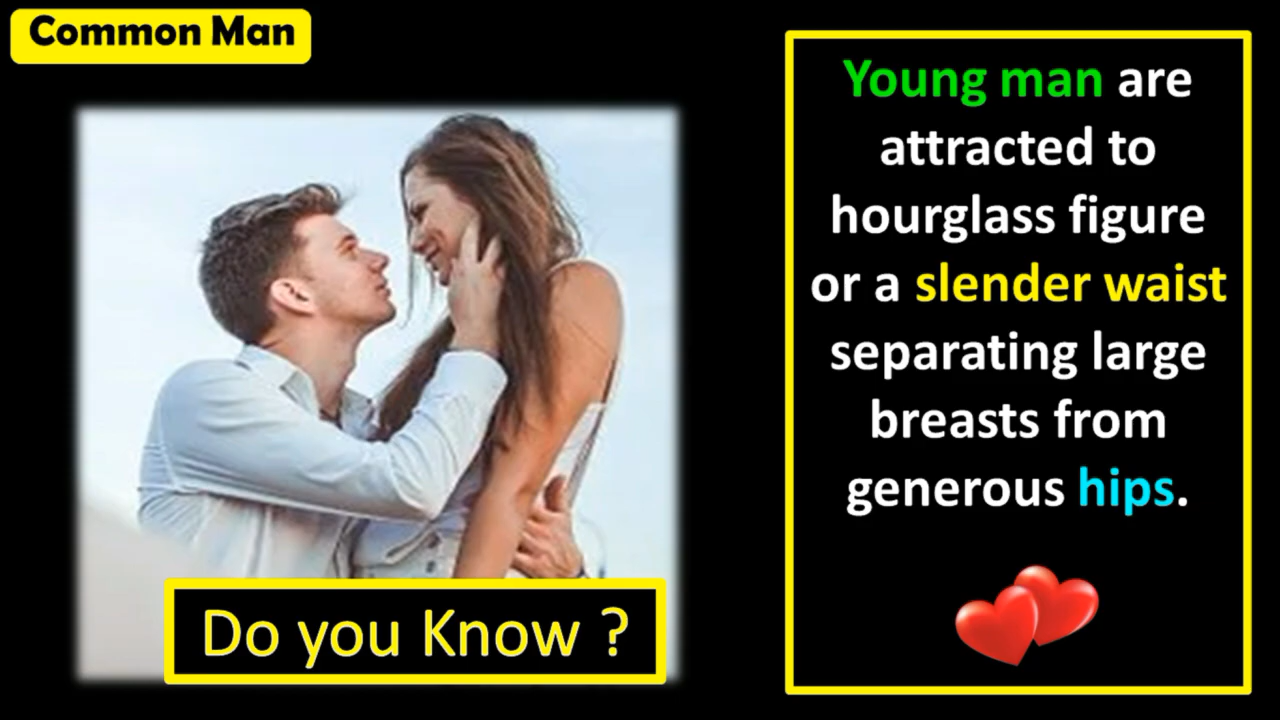 Common Man
Young man are
attracted to
hourglass figure
or a slender waist
separating large
breasts from
generous hips.
Do you Know ?